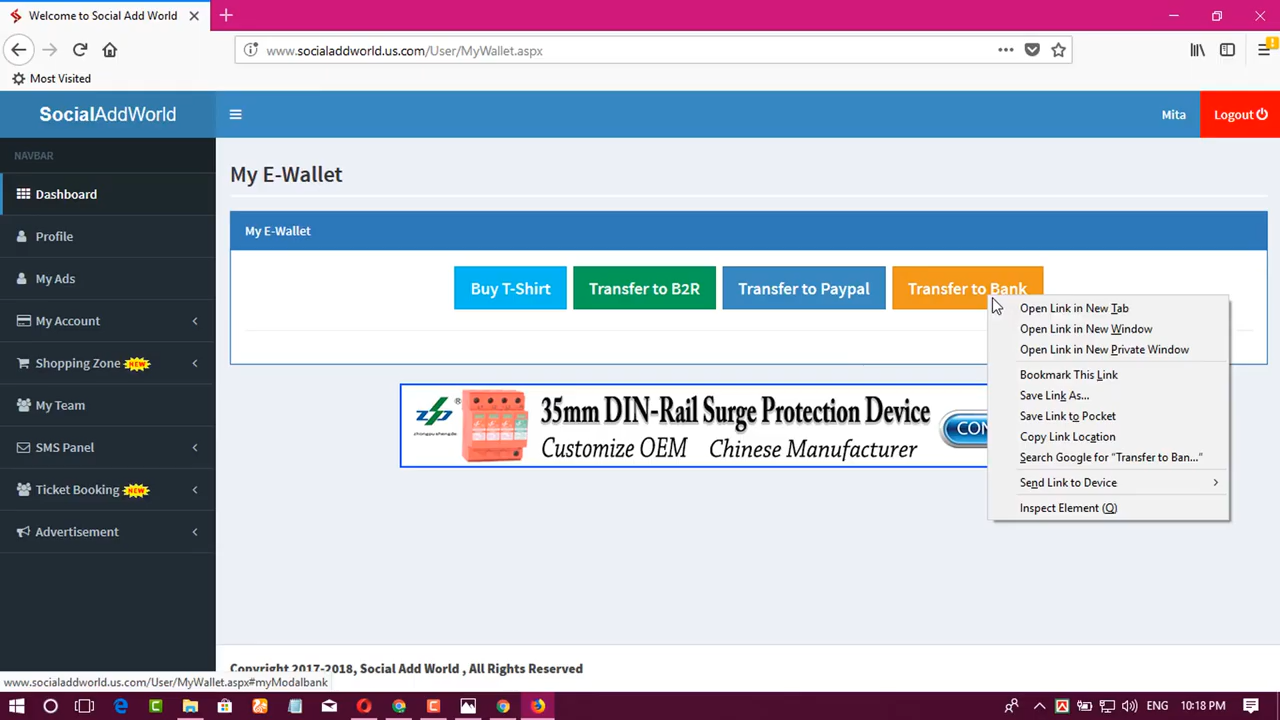 Welcome to Social Add World
www.socialaddworld.us.com/User/MyWallet.aspx
Most Visited
SocialAddWorld
Mita
Logout
NAVBAR
Dashboard
Profile
My Ads
My Account
Shopping Zone NEW
My Team
SMS Panel
Ticket Booking NEW
Advertisement
My E-Wallet
My E-Wallet
Buy T-Shirt
Transfer to B2R
Transfer to Paypal
Transfer to Bank
Open Link in New Tab
Open Link in New Window
Open Link in New Private Window
Bookmark This Link
Save Link As...
Save Link to Pocket
Copy Link Location
Search Google for “Transfer to Ban...”
Send Link to Device
Inspect Element (Q)
zhongpu shengde
35mm DIN-Rail Surge Protection Device
Customize OEM Chinese Manufacturer
CON
Copyright 2017-2018, Social Add World , All Rights Reserved
www.socialaddworld.us.com/User/MyWallet.aspx#myModalbank
ENG
10:18 PM